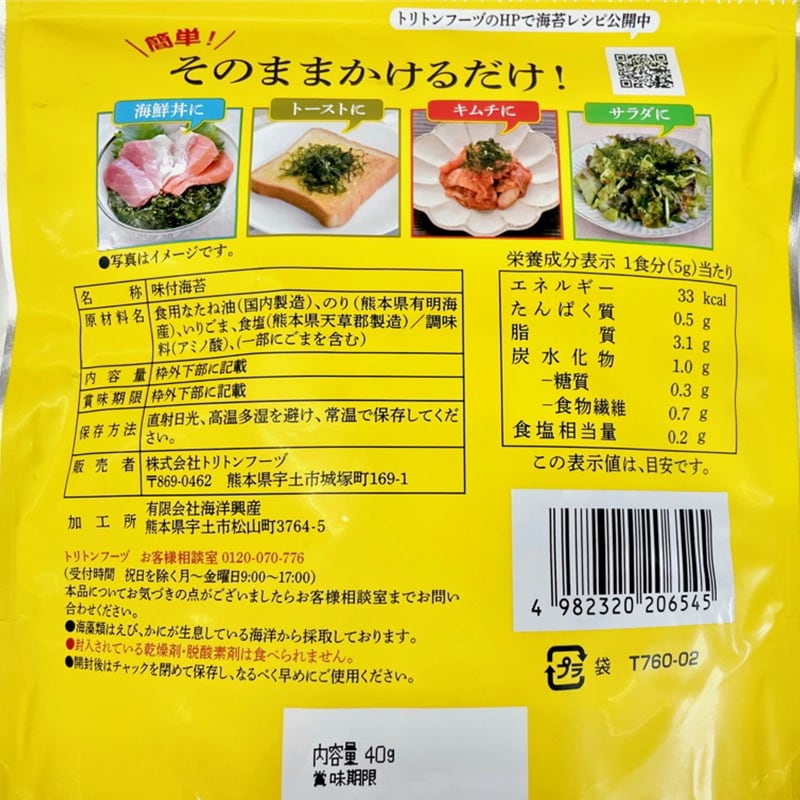 トリトンフーヅのHPで海苔レシピ公開中
簡単!
そのままかけるだけ!
海鮮丼に
トーストに
キムチに
サラダに
●写真はイメージです。
名称 味付海苔
原材料名 食用なたね油(国内製造)、のり(熊本県有明海
産)、いりごま、食塩(熊本県天草郡製造)/調味
料(アミノ酸)、(一部にごまを含む)
内容量 枠外下部に記載
賞味期限 枠外下部に記載
保存方法 直射日光、高温多湿を避け、常温で保存してくだ
さい。
販売者 株式会社トリトンフーヅ
〒869-0462 熊本県宇土市城塚町169-1
加工所 有限会社海洋興産
熊本県宇土市松山町3764-5
栄養成分表示 1食分(5g)当たり
エネルギー 33 kcal
たんぱく質 0.5 g
脂質 3.1 g
炭水化物 1.0 g
−糖質 0.3 g
−食物繊維 0.7 g
食塩相当量 0.2 g
この表示値は、目安です。
トリトンフーヅ お客様相談室 0120-070-776
(受付時間 祝日を除く月〜金曜日9:00〜17:00)
本品についてお気づきの点がございましたらお客様相談室までお問い
合わせください。
●海藻類はえび、かにが生息している海洋から採取しております。
●封入されている乾燥剤・脱酸素剤は食べられません。
●開封後はチャックを閉めて保存し、なるべく早めにご使用ください。
4 982320 206545
プラ 袋 T760-02
内容量 40g
賞味期限